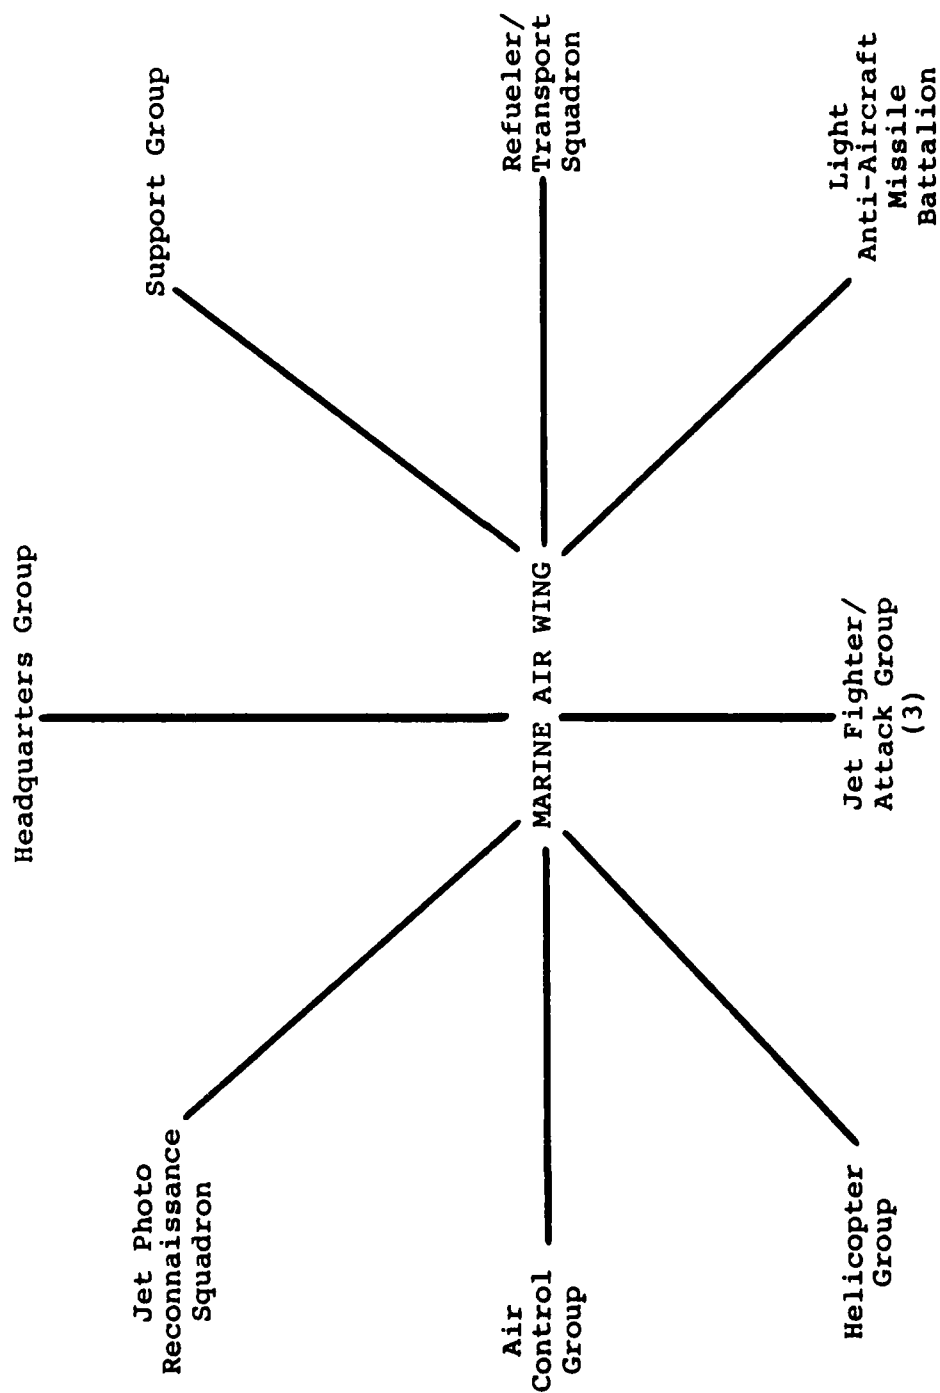 Headquarters Group
Jet Photo
Reconnaissance
Squadron
Support Group
Air
Control
Group
MARINE AIR WING
Refueler/
Transport
Squadron
Helicopter
Group
Jet Fighter/
Attack Group
(3)
Light
Anti-Aircraft
Missile
Battalion